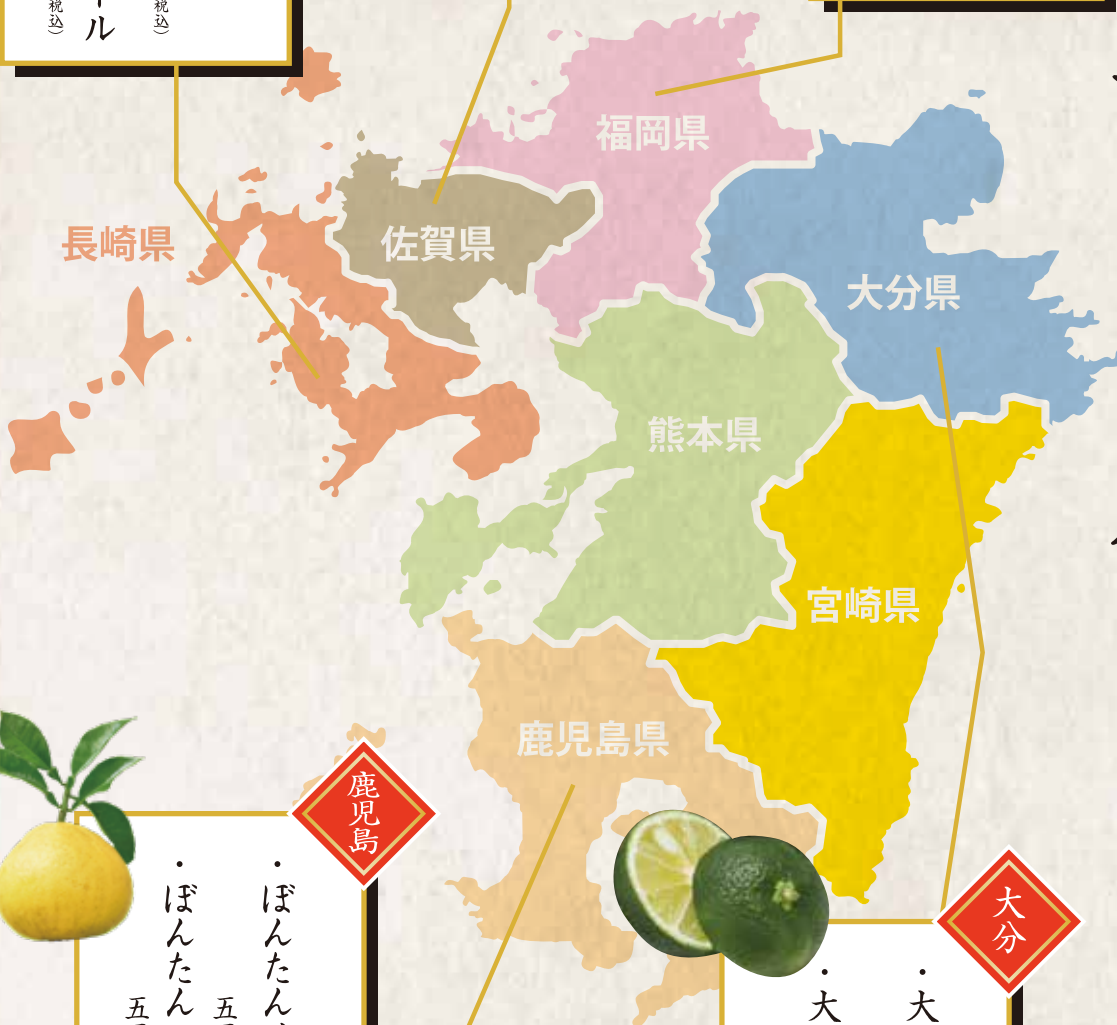 税込)
ール
税込)
福岡県
佐賀県
長崎県
大分県
熊本県
宮崎県
鹿児島県
鹿児島
・ぼんたん
五
・ぼんたん
五
大分
・大
・大